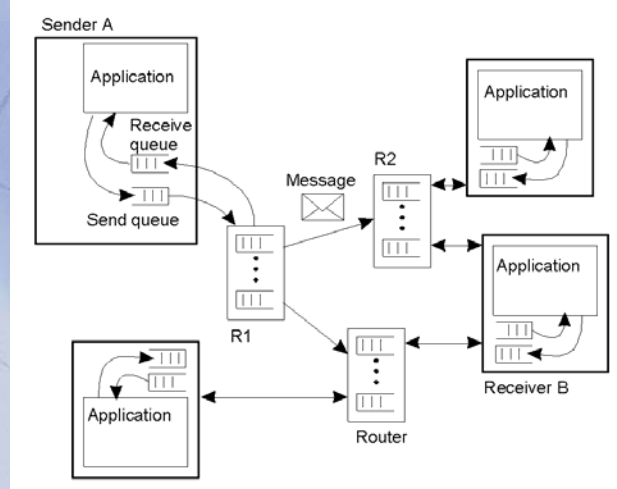 Sender A
Application
Receive
queue
Send queue
R1
Message
R2
Application
Application
Receiver B
Application
Router